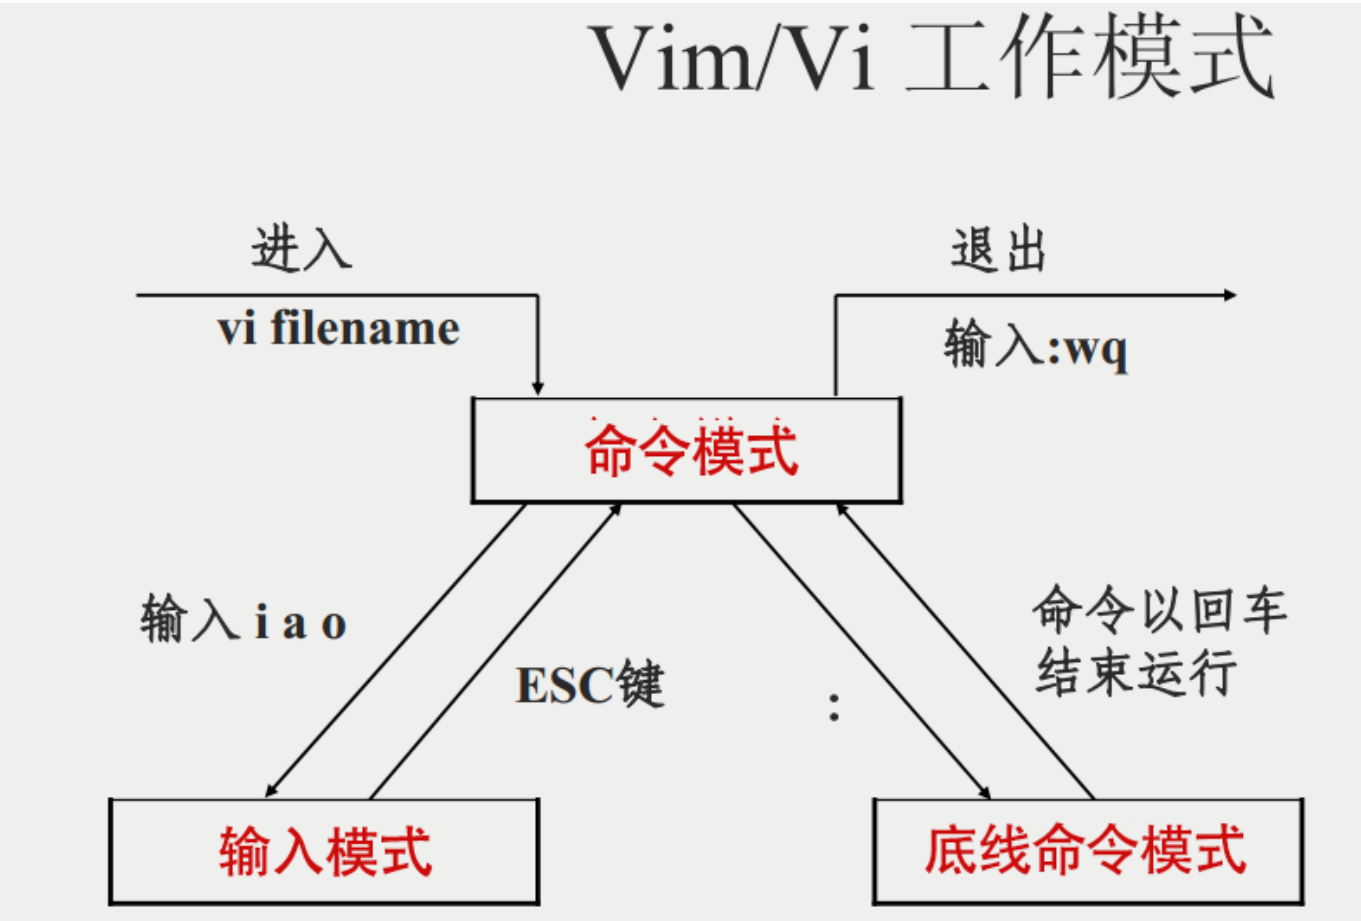 Vim/Vi 工作模式
进入
vi filename
退出
输入:wq
命令模式
输入 i a o
ESC键
:
命令以回车
结束运行
输入模式
底线命令模式